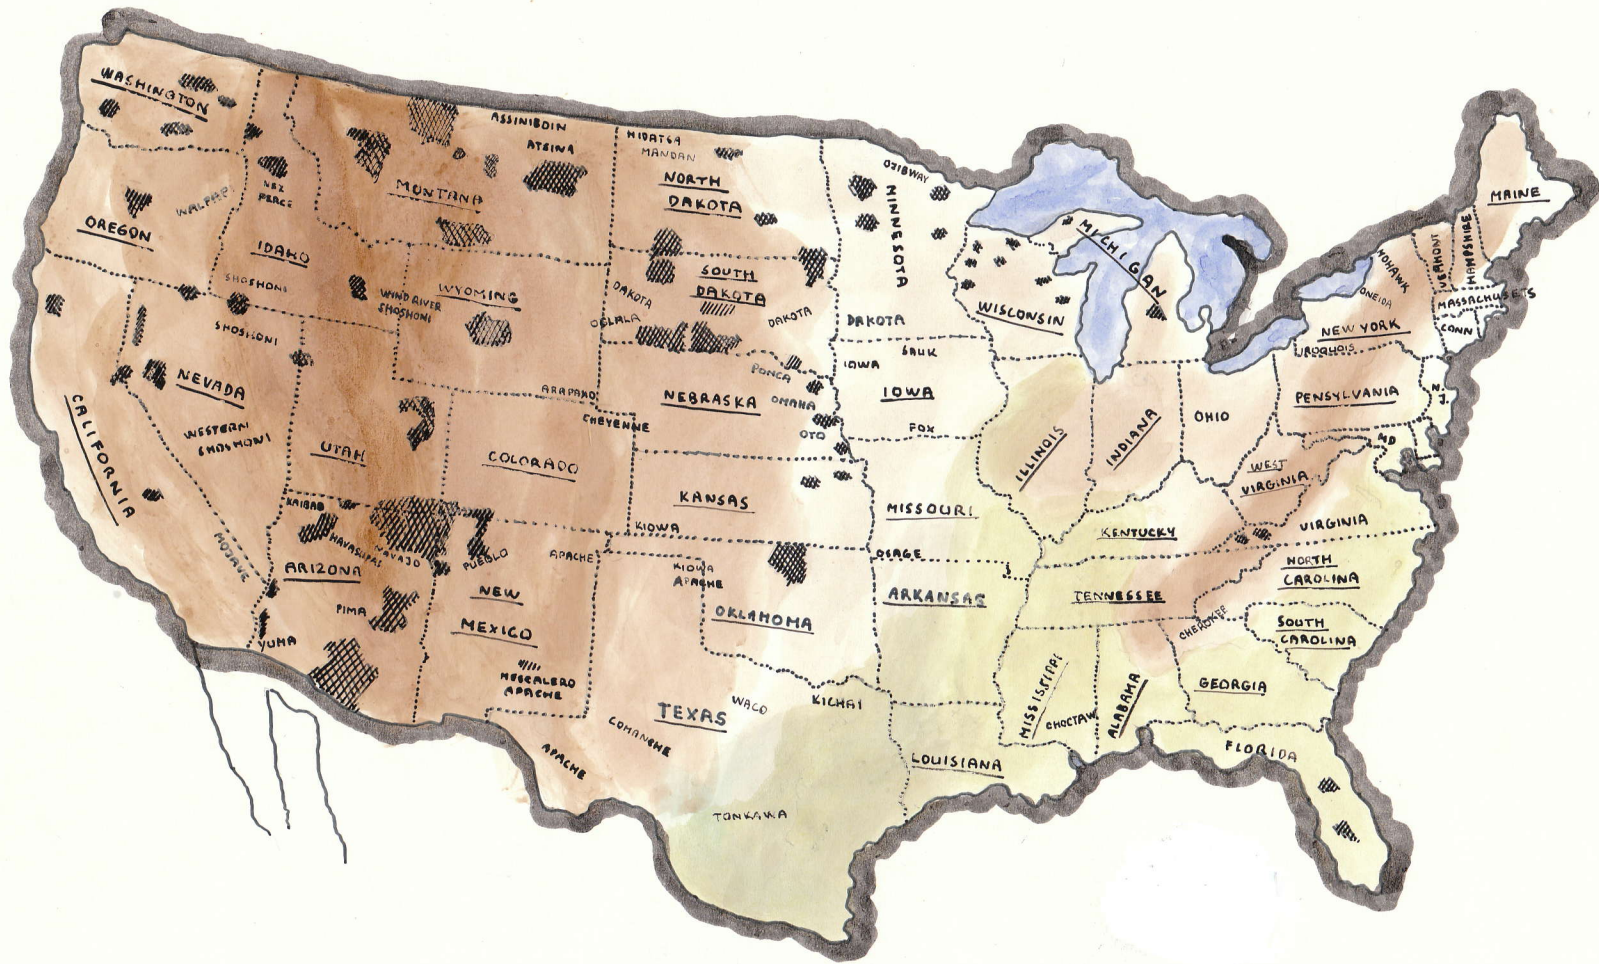 WASHINGTON
ASSINIBOIN
ATSINA
MONTANA
HIDATSA
MANDAN
NORTH
DAKOTA
OJIBWAY
MINNESOTA
MICHIGAN
MAINE
NEZ
PERCE
OREGON
IDAHO
SHOSHONI
WIND RIVER
SHOSHONI
WYOMING
SOUTH
DAKOTA
DAKOTA
OGLALA
DAKOTA
DAKOTA
WISCONSIN
MOHAWK
ONEIDA
VERMONT
HAMPSHIRE
MASSACHUSETS
CONN
NEW YORK
IROQUOIS
SHOSHONI
NEVADA
CALIFORNIA
WESTERN
SHOSHONI
UTAH
ARAPAHO
CHEYENNE
COLORADO
NEBRASKA
PONCA
OMAHA
OTO
IOWA
SAUK
IOWA
FOX
ILLINOIS
INDIANA
OHIO
PENSYLVANIA
N.
J.
MD
WEST
VIRGINIA
VIRGINIA
KANSAS
KIOWA
MISSOURI
KENTUCKY
KAIBAB
HAVASUPAI
NAVAJO
PUEBLO
APACHE
MOJAVE
ARIZONA
PIMA
YUMA
NEW
MEXICO
MESCALERO
APACHE
KIOWA
APACHE
OKLAHOMA
OSAGE
ARKANSAS
TENNESSEE
CHEROKEE
NORTH
CAROLINA
SOUTH
CAROLINA
GEORGIA
ALABAMA
MISSISSIPPI
CHOCTAW
TEXAS
WACO
KICHAI
COMANCHE
APACHE
TONKAWA
LOUISIANA
FLORIDA